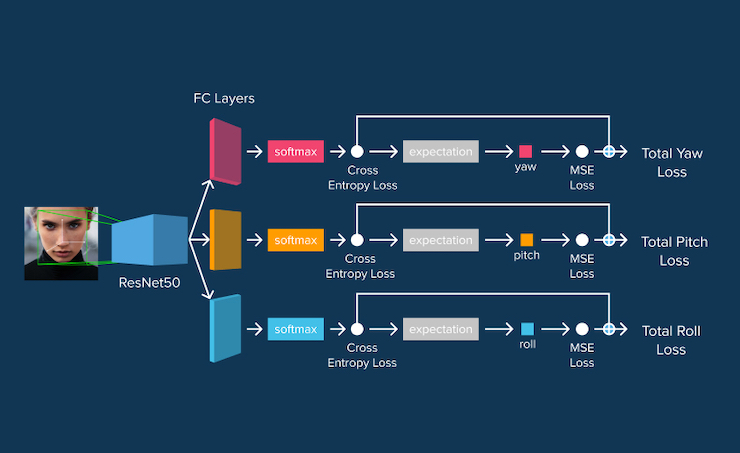 FC Layers
softmax
Cross
Entropy Loss
expectation
yaw
MSE
Loss
Total Yaw
Loss
ResNet50
softmax
Cross
Entropy Loss
expectation
pitch
MSE
Loss
Total Pitch
Loss
softmax
Cross
Entropy Loss
expectation
roll
MSE
Loss
Total Roll
Loss